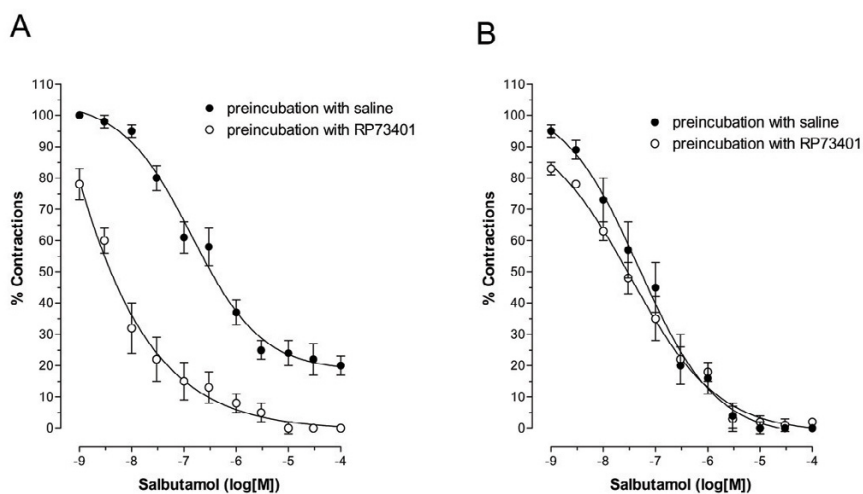 A
110
100
90
80
70
60
50
40
30
20
10
0
% Contractions
preincubation with saline
preincubation with RP73401
-9 -8 -7 -6 -5 -4
Salbutamol (log[M])
B
110
100
90
80
70
60
50
40
30
20
10
0
% Contractions
preincubation with saline
preincubation with RP73401
-9 -8 -7 -6 -5 -4
Salbutamol (log[M])